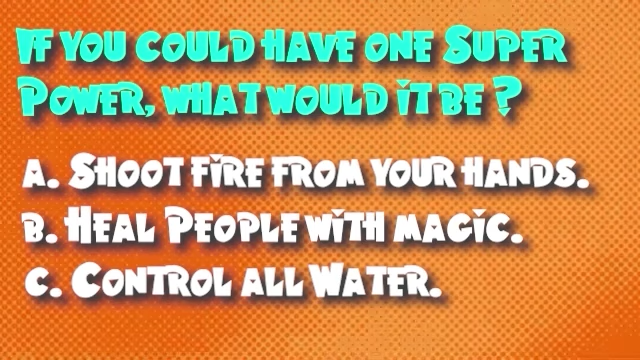 If you could have one Super
Power, what would it be ?
A. Shoot fire from your hands.
B. Heal People with magic.
C. Control all Water.